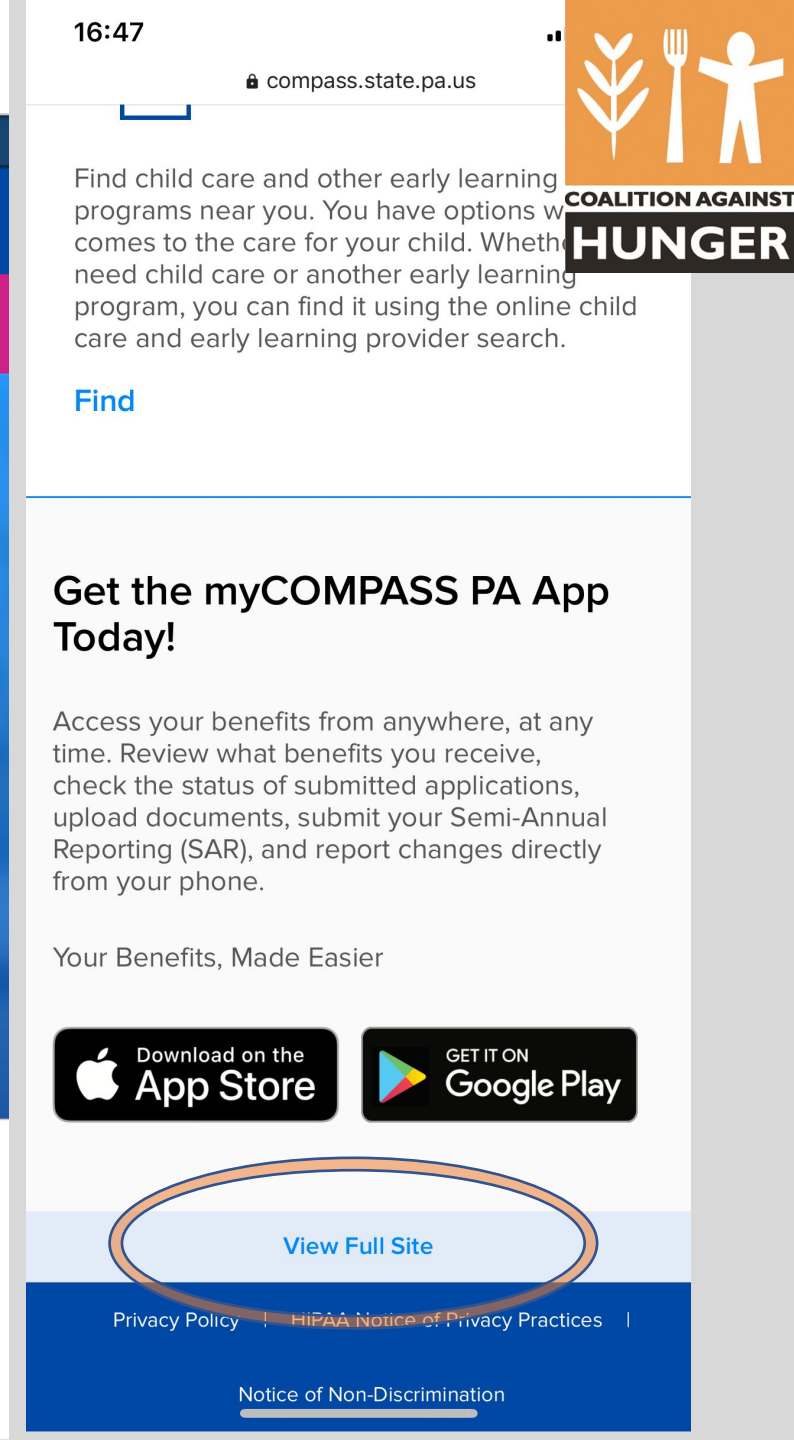 16:47
compass.state.pa.us
COALITION AGAINST
HUNGER
Find child care and other early learning
programs near you. You have options
comes to the care for your child.
need child care or another early learning
program, you can find it using the online child
care and early learning provider search.
Find
Get the myCOMPASS PA App
Today!
Access your benefits from anywhere, at any
time. Review what benefits you receive,
check the status of submitted applications,
upload documents, submit your Semi-Annual
Reporting (SAR), and report changes directly
from your phone.
Your Benefits, Made Easier
Download on the
App Store
GET IT ON
Google Play
View Full Site
Privacy Policy | HIPAA Notice of Privacy Practices |
Notice of Non-Discrimination